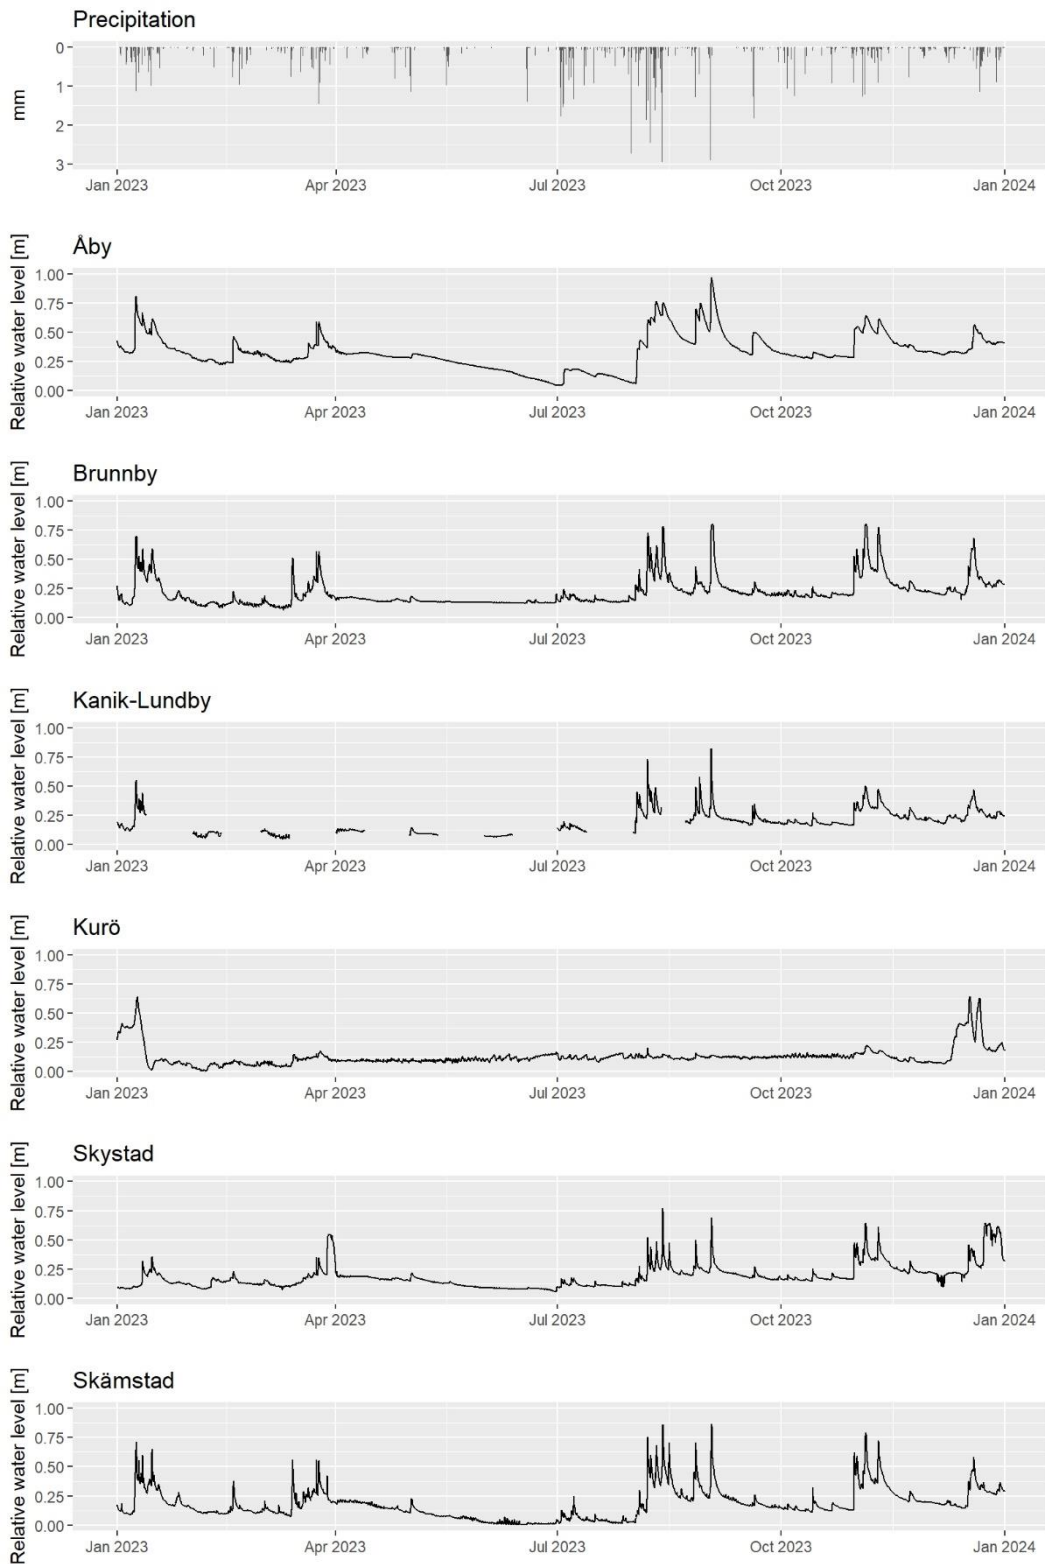 Precipitation
mm
0
1
2
3
Jan 2023 Apr 2023 Jul 2023 Oct 2023 Jan 2024
Åby
Relative water level [m]
1.00
0.75
0.50
0.25
0.00
Jan 2023 Apr 2023 Jul 2023 Oct 2023 Jan 2024
Brunnby
Relative water level [m]
1.00
0.75
0.50
0.25
0.00
Jan 2023 Apr 2023 Jul 2023 Oct 2023 Jan 2024
Kanik-Lundby
Relative water level [m]
1.00
0.75
0.50
0.25
0.00
Jan 2023 Apr 2023 Jul 2023 Oct 2023 Jan 2024
Kurö
Relative water level [m]
1.00
0.75
0.50
0.25
0.00
Jan 2023 Apr 2023 Jul 2023 Oct 2023 Jan 2024
Skystad
Relative water level [m]
1.00
0.75
0.50
0.25
0.00
Jan 2023 Apr 2023 Jul 2023 Oct 2023 Jan 2024
Skämstad
Relative water level [m]
1.00
0.75
0.50
0.25
0.00
Jan 2023 Apr 2023 Jul 2023 Oct 2023 Jan 2024